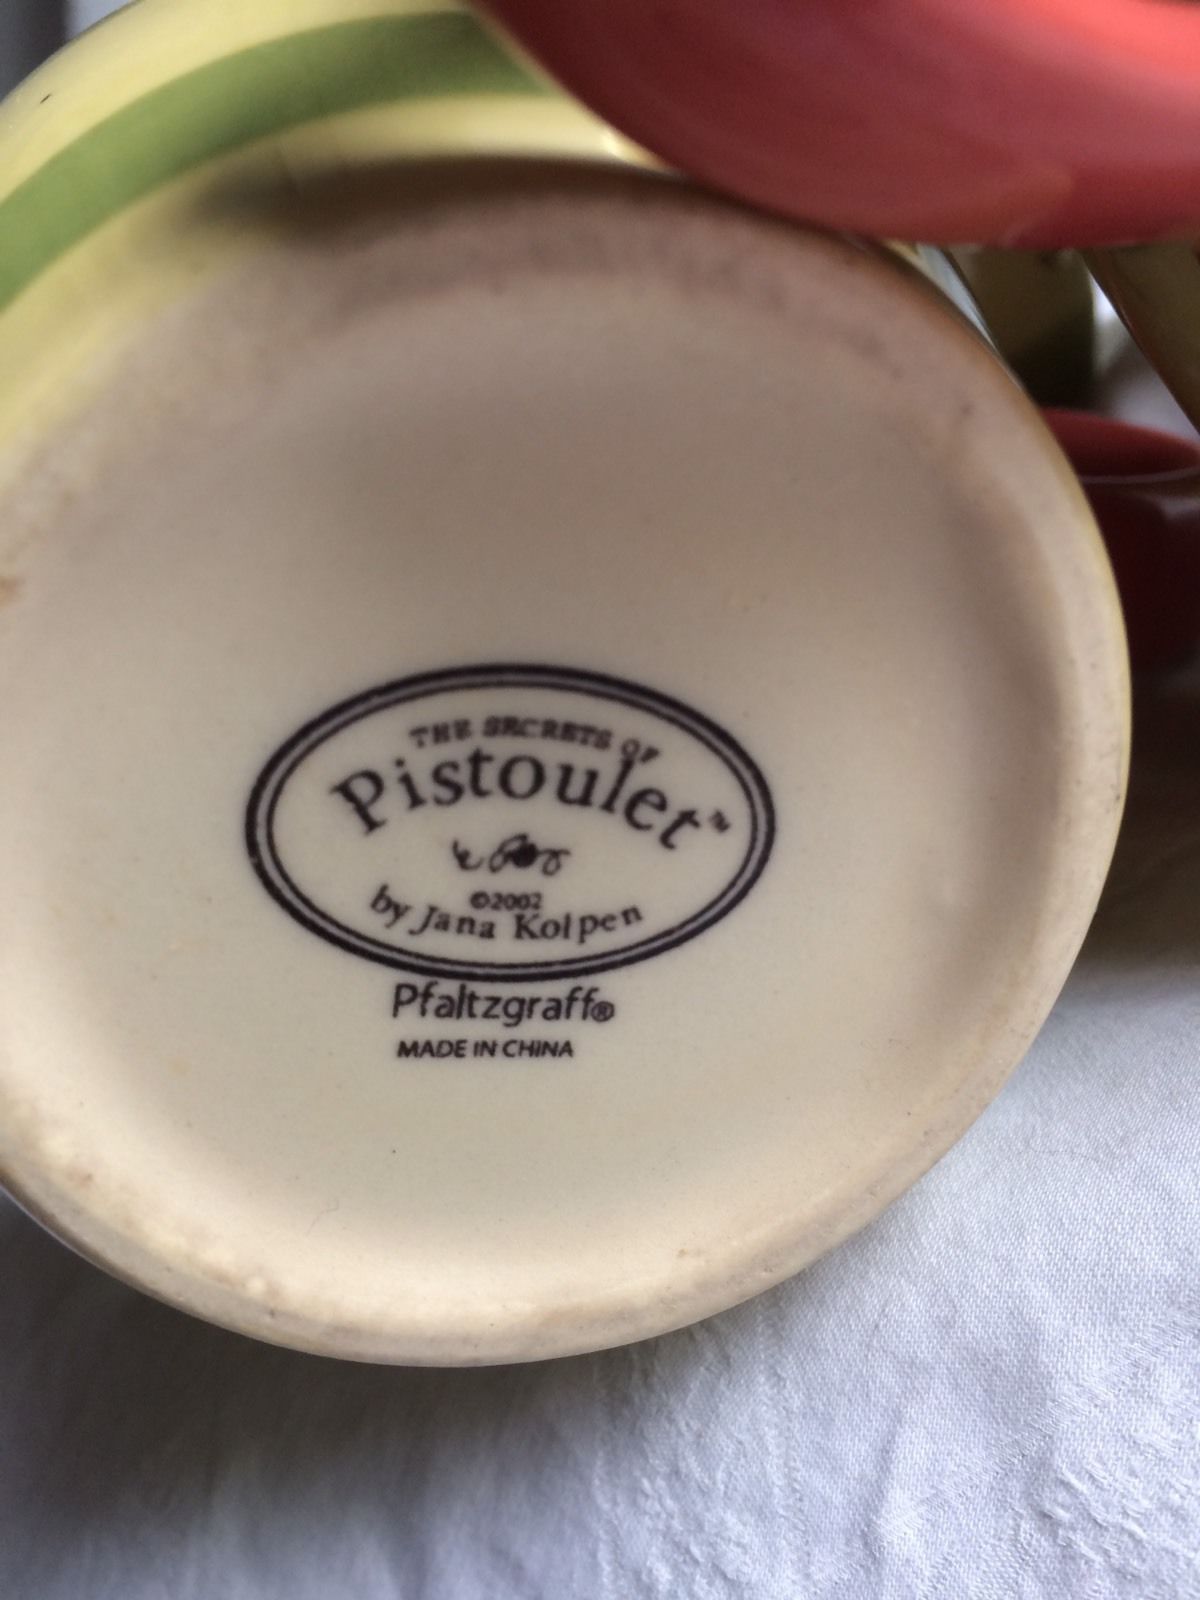 THE SECRETS OF
Pistoulet™
©2002
by Jana Kolpen
Pfaltzgraff®
MADE IN CHINA